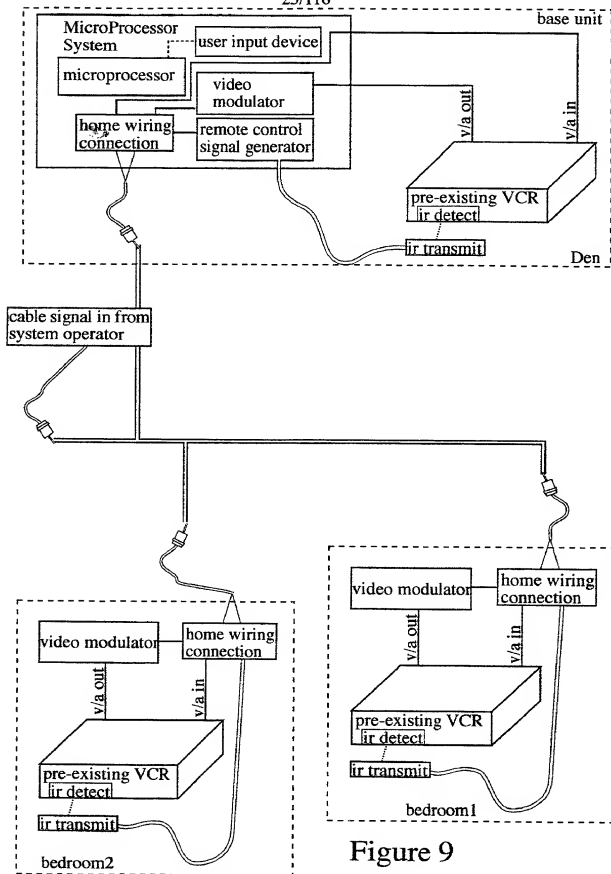 23/116
base unit
MicroProcessor
System
user input device
microprocessor
video
modulator
home wiring
connection
remote control
signal generator
v/a out
v/a in
pre-existing VCR
ir detect
ir transmit
Den
cable signal in from
system operator
video modulator
home wiring
connection
v/a out
v/a in
pre-existing VCR
ir detect
ir transmit
bedroom1
video modulator
home wiring
connection
v/a out
v/a in
pre-existing VCR
ir detect
ir transmit
bedroom2
Figure 9